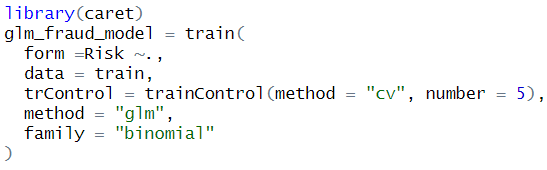 library(caret)
glm_fraud_model = train(
  form =Risk ~.,
  data = train,
  trControl = trainControl(method = "cv", number = 5),
  method = "glm",
  family = "binomial"
)